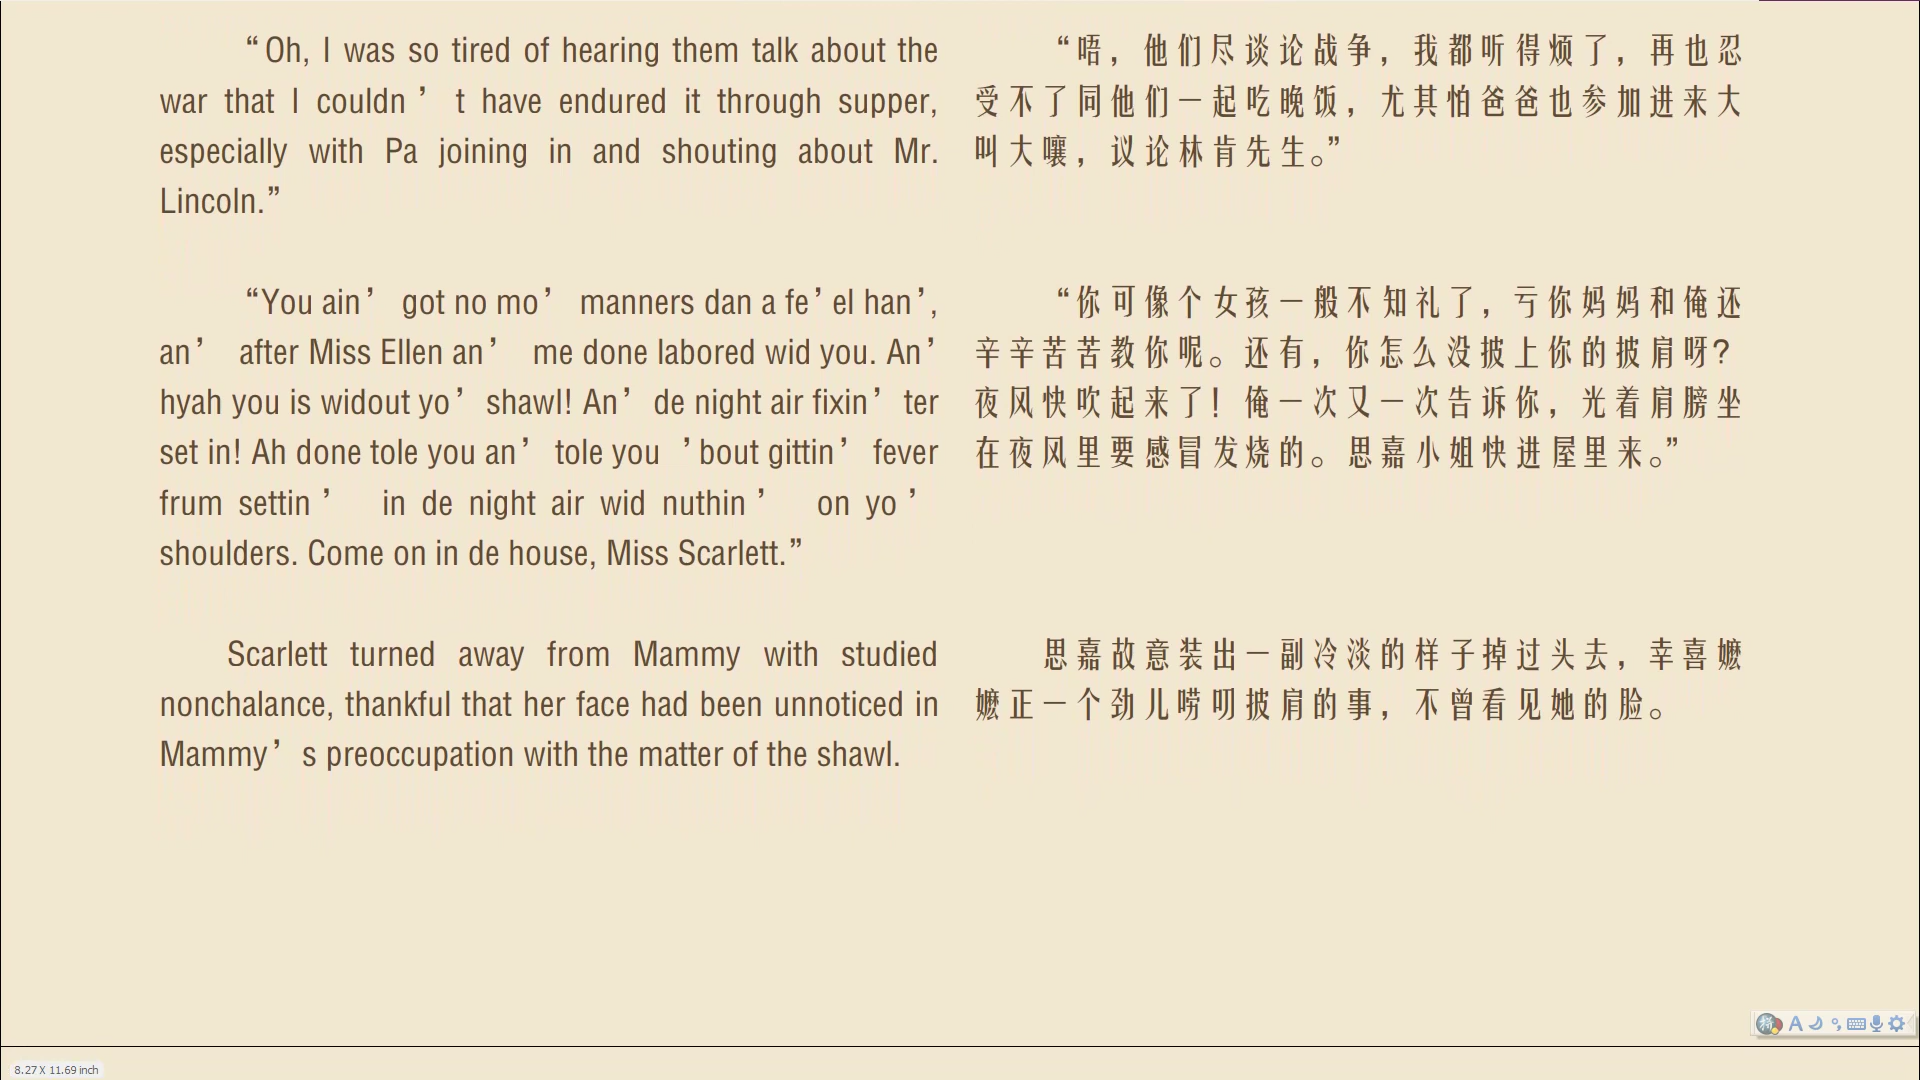 “Oh, I was so tired of hearing them talk about the
war that I couldn’t have endured it through supper,
especially with Pa joining in and shouting about Mr.
Lincoln.”
“唔，他们尽谈论战争，我都听得烦了，再也忍
受不了同他们一起吃晚饭，尤其怕爸爸也参加进来大
叫大嚷，议论林肯先生。”
“You ain’ got no mo’ manners dan a fe’el han’,
an’ after Miss Ellen an’ me done labored wid you. An’
hyah you is widout yo’ shawl! An’ de night air fixin’ ter
set in! Ah done tole you an’ tole you ’bout gittin’ fever
frum settin’ in de night air wid nuthin’ on yo’
shoulders. Come on in de house, Miss Scarlett.”
“你可像个女孩一般不知礼了，亏你妈妈和俺还
辛辛苦苦教你呢。还有，你怎么没披上你的披肩呀？
夜风快吹起来了！俺一次又一次告诉你，光着肩膀坐
在夜风里要感冒发烧的。思嘉小姐快进屋里来。”
Scarlett turned away from Mammy with studied
nonchalance, thankful that her face had been unnoticed in
Mammy’s preoccupation with the matter of the shawl.
思嘉故意装出一副冷淡的样子掉过头去，幸喜嬷
嬷正一个劲儿唠叨披肩的事，不曾看见她的脸。
A
8.27 X 11.69 inch